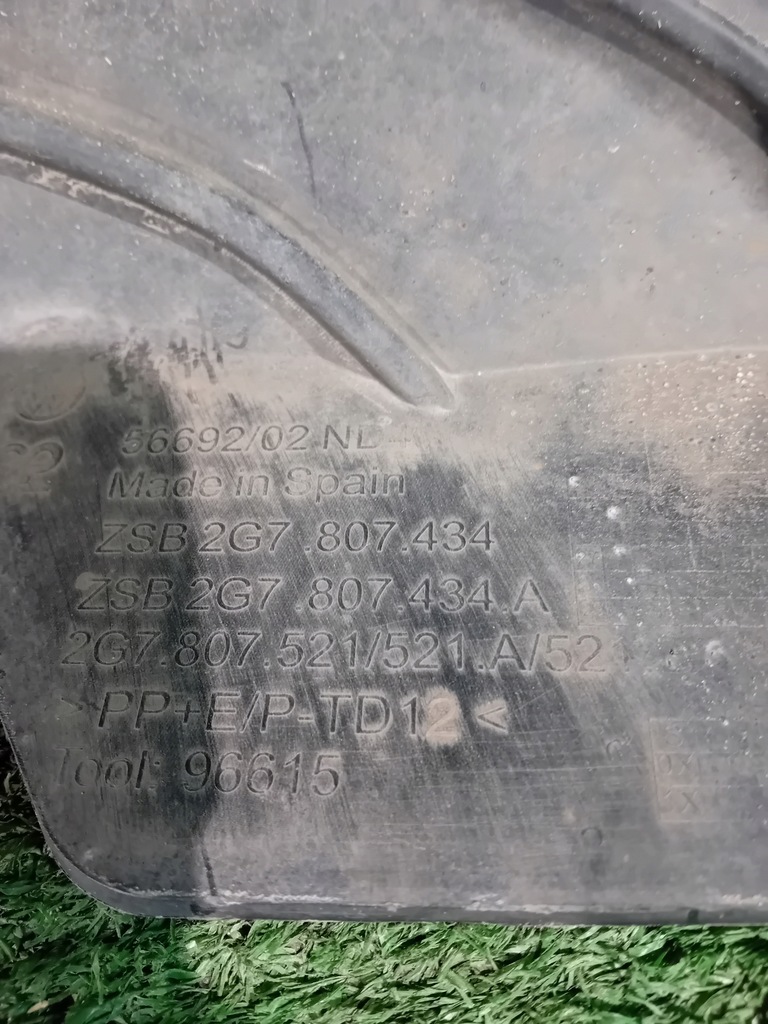 56692/02 ND
Made in Spain
ZSB 2G7.807.434
ZSB 2G7.807.434.A
2G7.807.521/521.A/52
>PP+E/P-TD12<
Tool: 96615